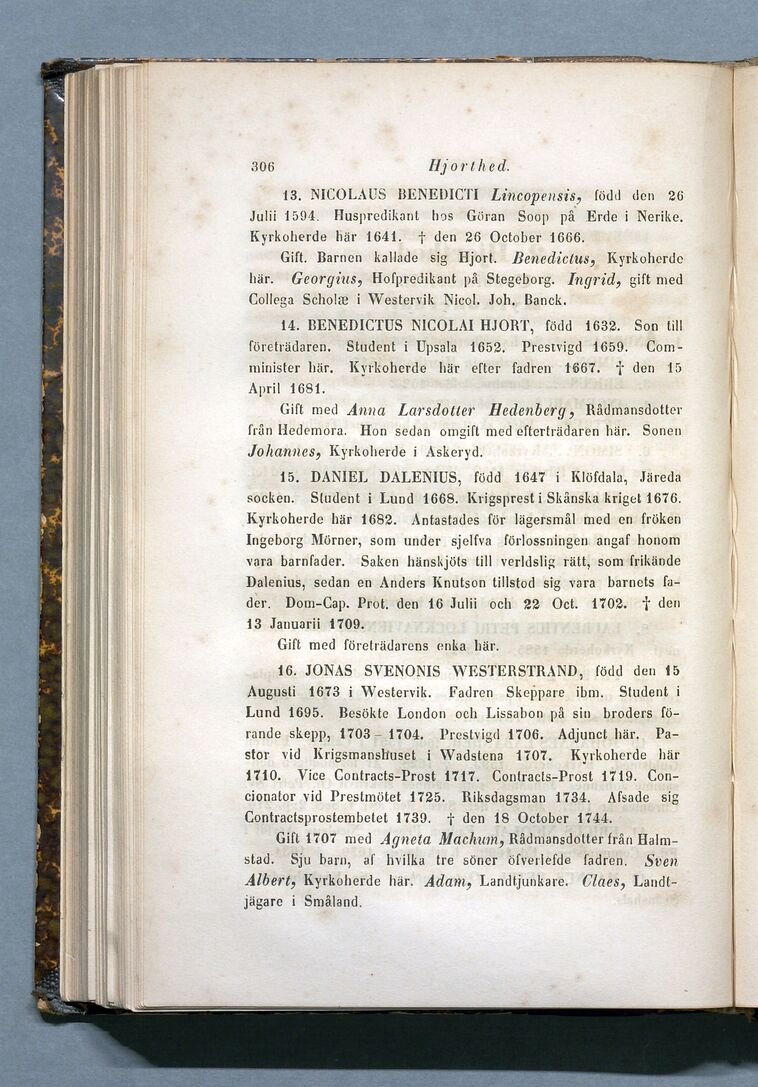 306 Hjorthed.
13. NICOLAUS BENEDICTI Lincopensis, född den 26
Julii 1594. Huspredikant hos Göran Soop på Erde i Nerike.
Kyrkoherde här 1641. † den 26 October 1666.
Gift. Barnen kallade sig Hjort. Benedictus, Kyrkoherde
här. Georgius, Hofpredikant på Stegeborg. Ingrid, gift med
Collega Scholæ i Westervik Nicol. Joh. Banck.
14. BENEDICTUS NICOLAI HJORT, född 1632. Son till
företrädaren. Student i Upsala 1652. Prestvigd 1659. Com-
minister här. Kyrkoherde här efter fadren 1667. † den 15
April 1681.
Gift med Anna Larsdotter Hedenberg, Rådmansdotter
från Hedemora. Hon sedan omgift med efterträdaren här. Sonen
Johannes, Kyrkoherde i Askeryd.
15. DANIEL DALENIUS, född 1647 i Klöfdala, Järeda
socken. Student i Lund 1668. Krigsprest i Skånska kriget 1676.
Kyrkoherde här 1682. Antastades för lägersmål med en fröken
Ingeborg Mörner, som under sjelfva förlossningen angaf honom
vara barnfader. Saken hänskjöts till verldslig rätt, som frikände
Dalenius, sedan en Anders Knutson tillstod sig vara barnets fa-
der. Dom-Cap. Prot. den 16 Julii och 22 Oct. 1702. † den
13 Januarii 1709.
Gift med företrädarens enka här.
16. JONAS SVENONIS WESTERSTRAND, född den 15
Augusti 1673 i Westervik. Fadren Skeppare ibm. Student i
Lund 1695. Besökte London och Lissabon på sin broders fö-
rande skepp, 1703–1704. Prestvigd 1706. Adjunct här. Pa-
stor vid Krigsmanshuset i Wadstena 1707. Kyrkoherde här
1710. Vice Contracts-Prost 1717. Contracts-Prost 1719. Con-
cionator vid Prestmötet 1725. Riksdagsman 1734. Afsade sig
Contractsprostembetet 1739. † den 18 October 1744.
Gift 1707 med Agneta Machum, Rådmansdotter från Halm-
stad. Sju barn, af hvilka tre söner öfverlefde fadren. Sven
Albert, Kyrkoherde här. Adam, Landtjunkare. Claes, Landt-
jägare i Småland.